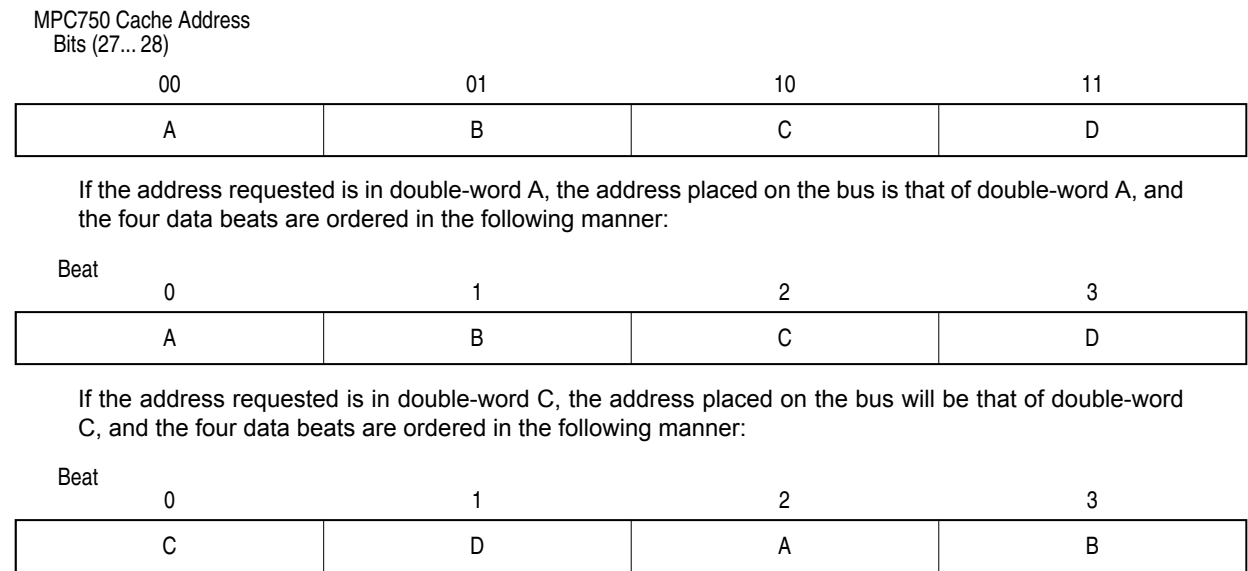 MPC750 Cache Address
Bits (27... 28)
00 01 10 11
A B C D
If the address requested is in double-word A, the address placed on the bus is that of double-word A, and
the four data beats are ordered in the following manner:
Beat
0 1 2 3
A B C D
If the address requested is in double-word C, the address placed on the bus will be that of double-word
C, and the four data beats are ordered in the following manner:
Beat
0 1 2 3
C D A B